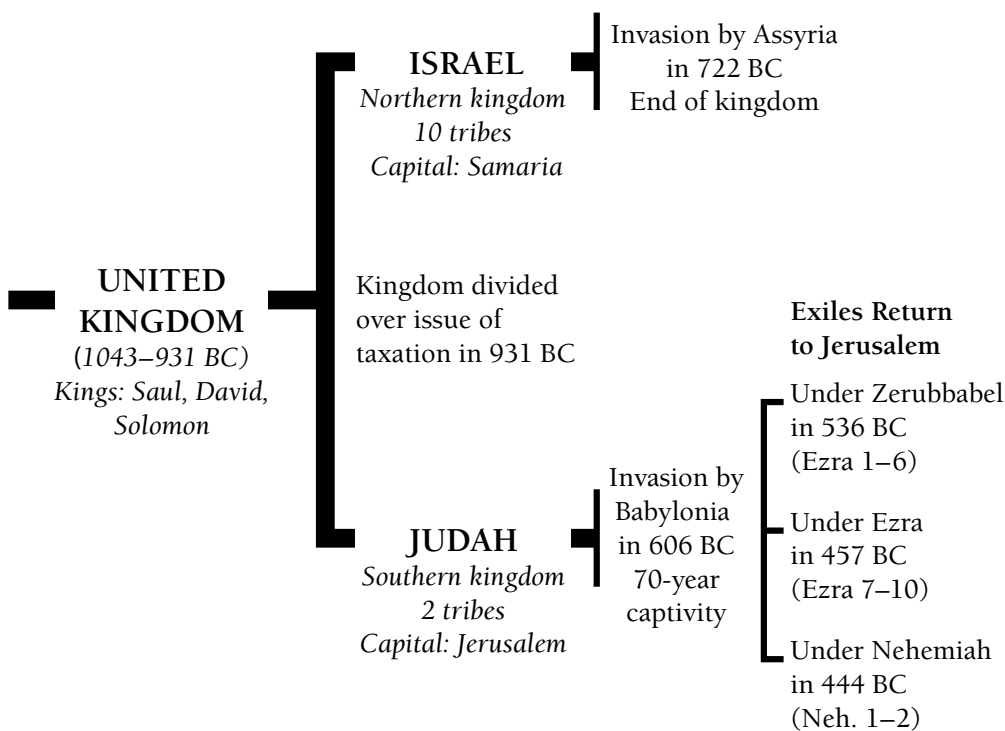 UNITED
KINGDOM
(1043–931 BC)
Kings: Saul, David,
Solomon
ISRAEL
Northern kingdom
10 tribes
Capital: Samaria
Invasion by Assyria
in 722 BC
End of kingdom
Kingdom divided
over issue of
taxation in 931 BC
JUDAH
Southern kingdom
2 tribes
Capital: Jerusalem
Invasion by
Babylonia
in 606 BC
70-year
captivity
Exiles Return
to Jerusalem
Under Zerubbabel
in 536 BC
(Ezra 1–6)
Under Ezra
in 457 BC
(Ezra 7–10)
Under Nehemiah
in 444 BC
(Neh. 1–2)